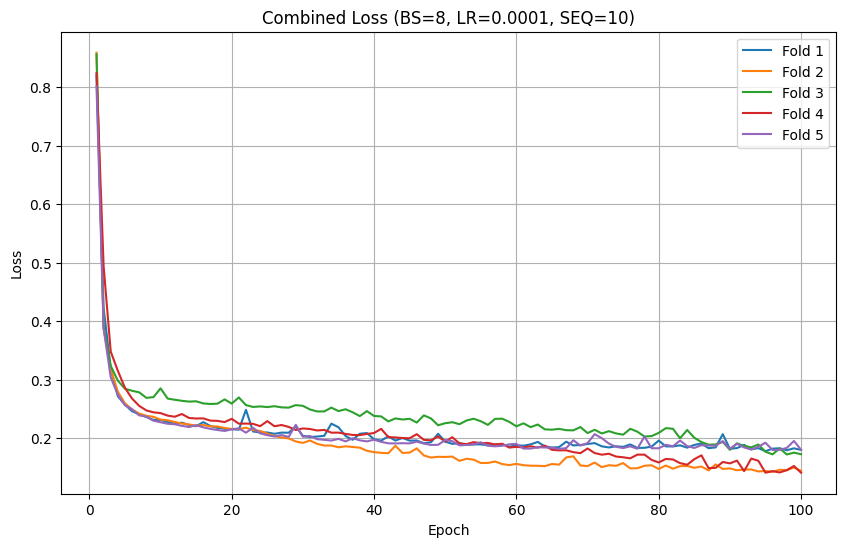 Combined Loss (BS=8, LR=0.0001, SEQ=10)
Fold 1
Fold 2
Fold 3
Fold 4
Fold 5
Loss
0.8
0.7
0.6
0.5
0.4
0.3
0.2
0 20 40 60 80 100
Epoch